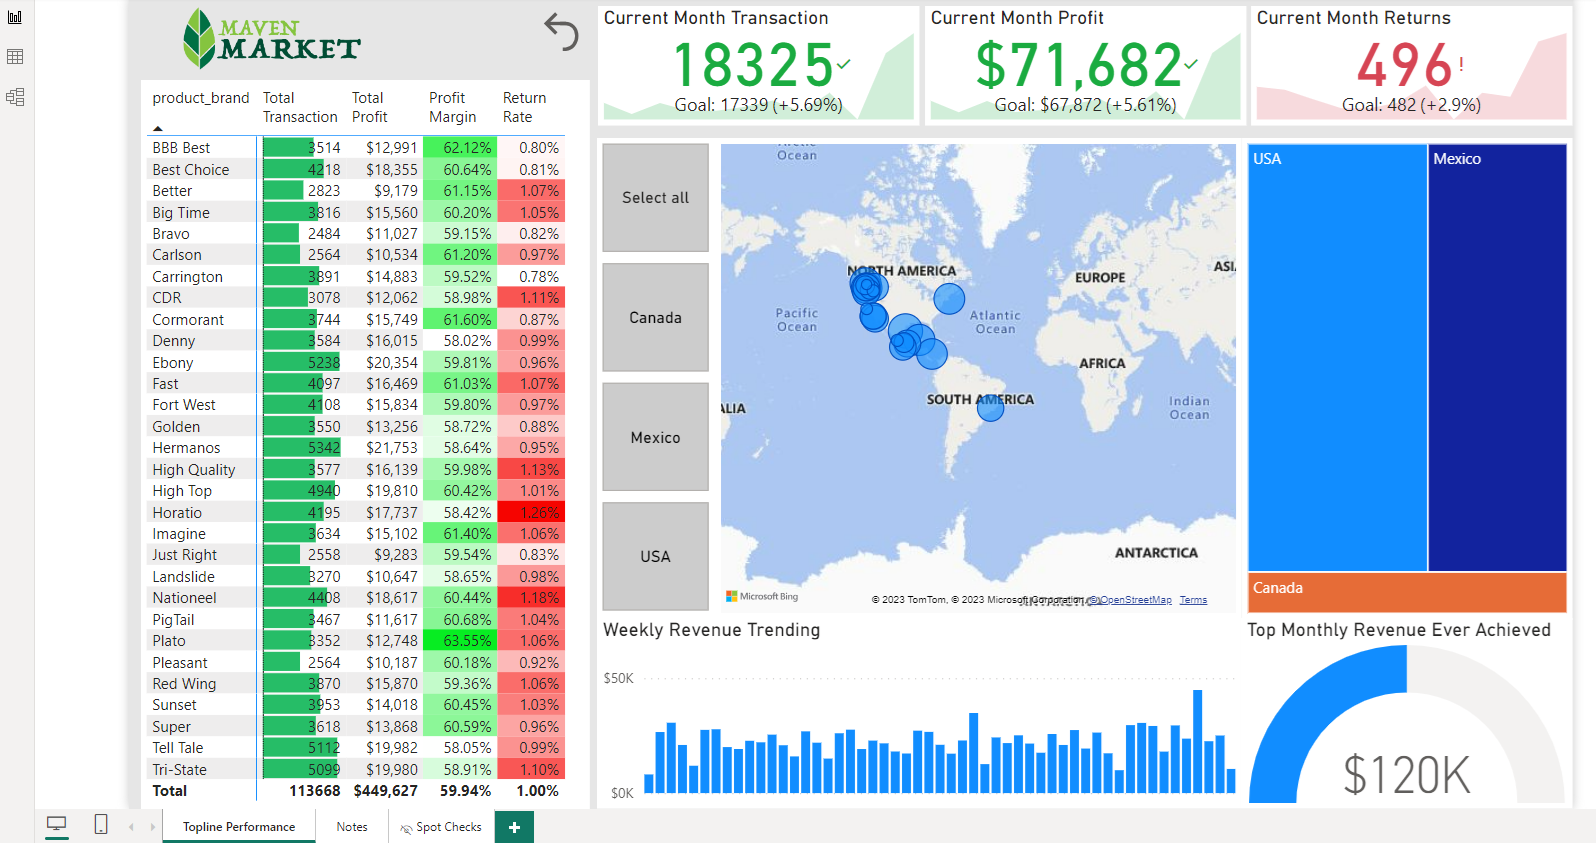 MAVEN
MARKET
Current Month Transaction
18325
Goal: 17339 (+5.69%)
Current Month Profit
$71,682
Goal: $67,872 (+5.61%)
Current Month Returns
496!
Goal: 482 (+2.9%)
product_brand Total Transaction Total Profit Profit Margin Return Rate
BBB Best 3514 $12,991 62.12% 0.80%
Best Choice 4218 $18,355 60.64% 0.81%
Better 2823 $9,179 61.15% 1.07%
Big Time 3816 $15,560 60.20% 1.05%
Bravo 2484 $11,027 59.15% 0.82%
Carlson 2564 $10,534 61.20% 0.97%
Carrington 3891 $14,883 59.52% 0.78%
CDR 3078 $12,062 58.98% 1.11%
Cormorant 3744 $15,749 61.60% 0.87%
Denny 3584 $16,015 58.02% 0.99%
Ebony 5238 $20,354 59.81% 0.96%
Fast 4097 $16,469 61.03% 1.07%
Fort West 4108 $15,834 59.80% 0.97%
Golden 3550 $13,256 58.72% 0.88%
Hermanos 5342 $21,753 58.64% 0.95%
High Quality 3577 $16,139 59.98% 1.13%
High Top 4940 $19,810 60.42% 1.01%
Horatio 4195 $17,737 58.42% 1.26%
Imagine 3634 $15,102 61.40% 1.06%
Just Right 2558 $9,283 59.54% 0.83%
Landslide 3270 $10,647 58.65% 0.98%
Nationeel 4408 $18,617 60.44% 1.18%
PigTail 3467 $11,617 60.68% 1.04%
Plato 3352 $12,748 63.55% 1.06%
Pleasant 2564 $10,187 60.18% 0.92%
Red Wing 3870 $15,870 59.36% 1.06%
Sunset 3953 $14,018 60.45% 1.03%
Super 3618 $13,868 60.59% 0.96%
Tell Tale 5112 $19,982 58.05% 0.99%
Tri-State 5099 $19,980 58.91% 1.10%
Total 113668 $449,627 59.94% 1.00%
Select all
Canada
Mexico
USA
Ocean
NORTH AMERICA
EUROPE
ASI
Pacific
Ocean
Atlantic
Ocean
AFRICA
SOUTH AMERICA
ALIA
Indian
Ocean
ANTARCTICA
Microsoft Bing
© 2023 TomTom, © 2023 Microsoft Corporation, © OpenStreetMap Terms
USA
Mexico
Canada
Weekly Revenue Trending
$50K
$0K
Top Monthly Revenue Ever Achieved
$120K
Topline Performance
Notes
Spot Checks